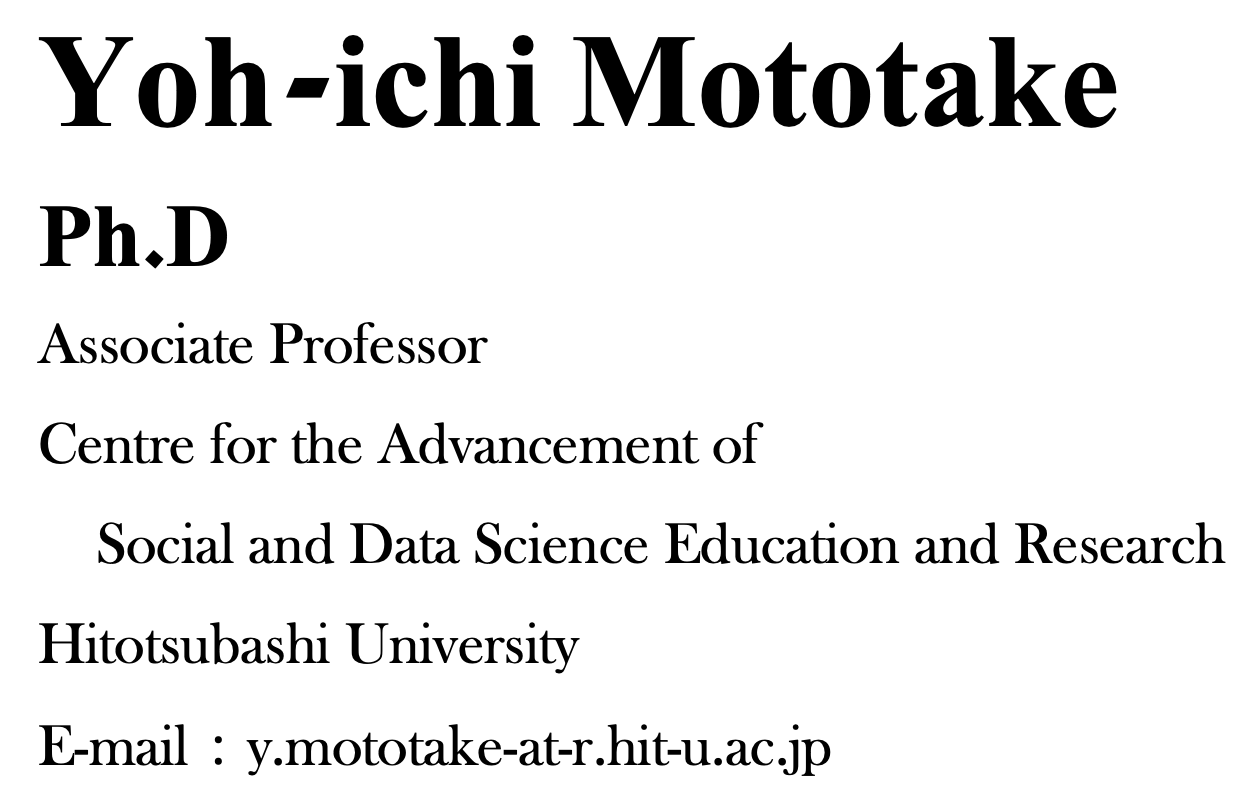 Yoh-ichi Mototake
Ph.D
Associate Professor
Centre for the Advancement of
Social and Data Science Education and Research
Hitotsubashi University
E-mail：y.mototake-at-r.hit-u.ac.jp